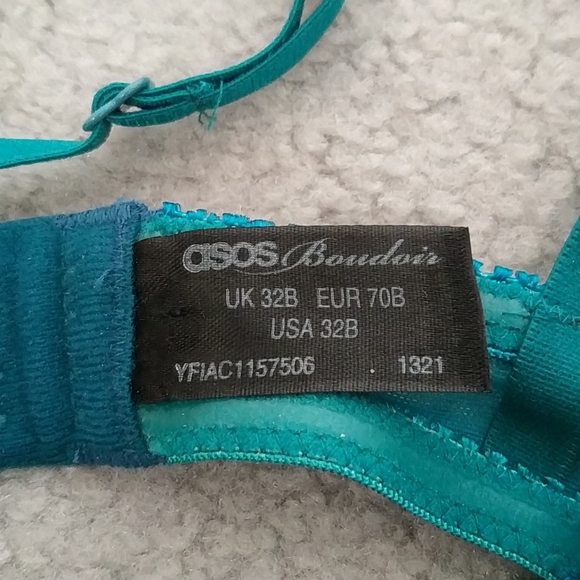 asos Boudoir
UK 32B EUR 70B
USA 32B
YFIAC1157506 . 1321